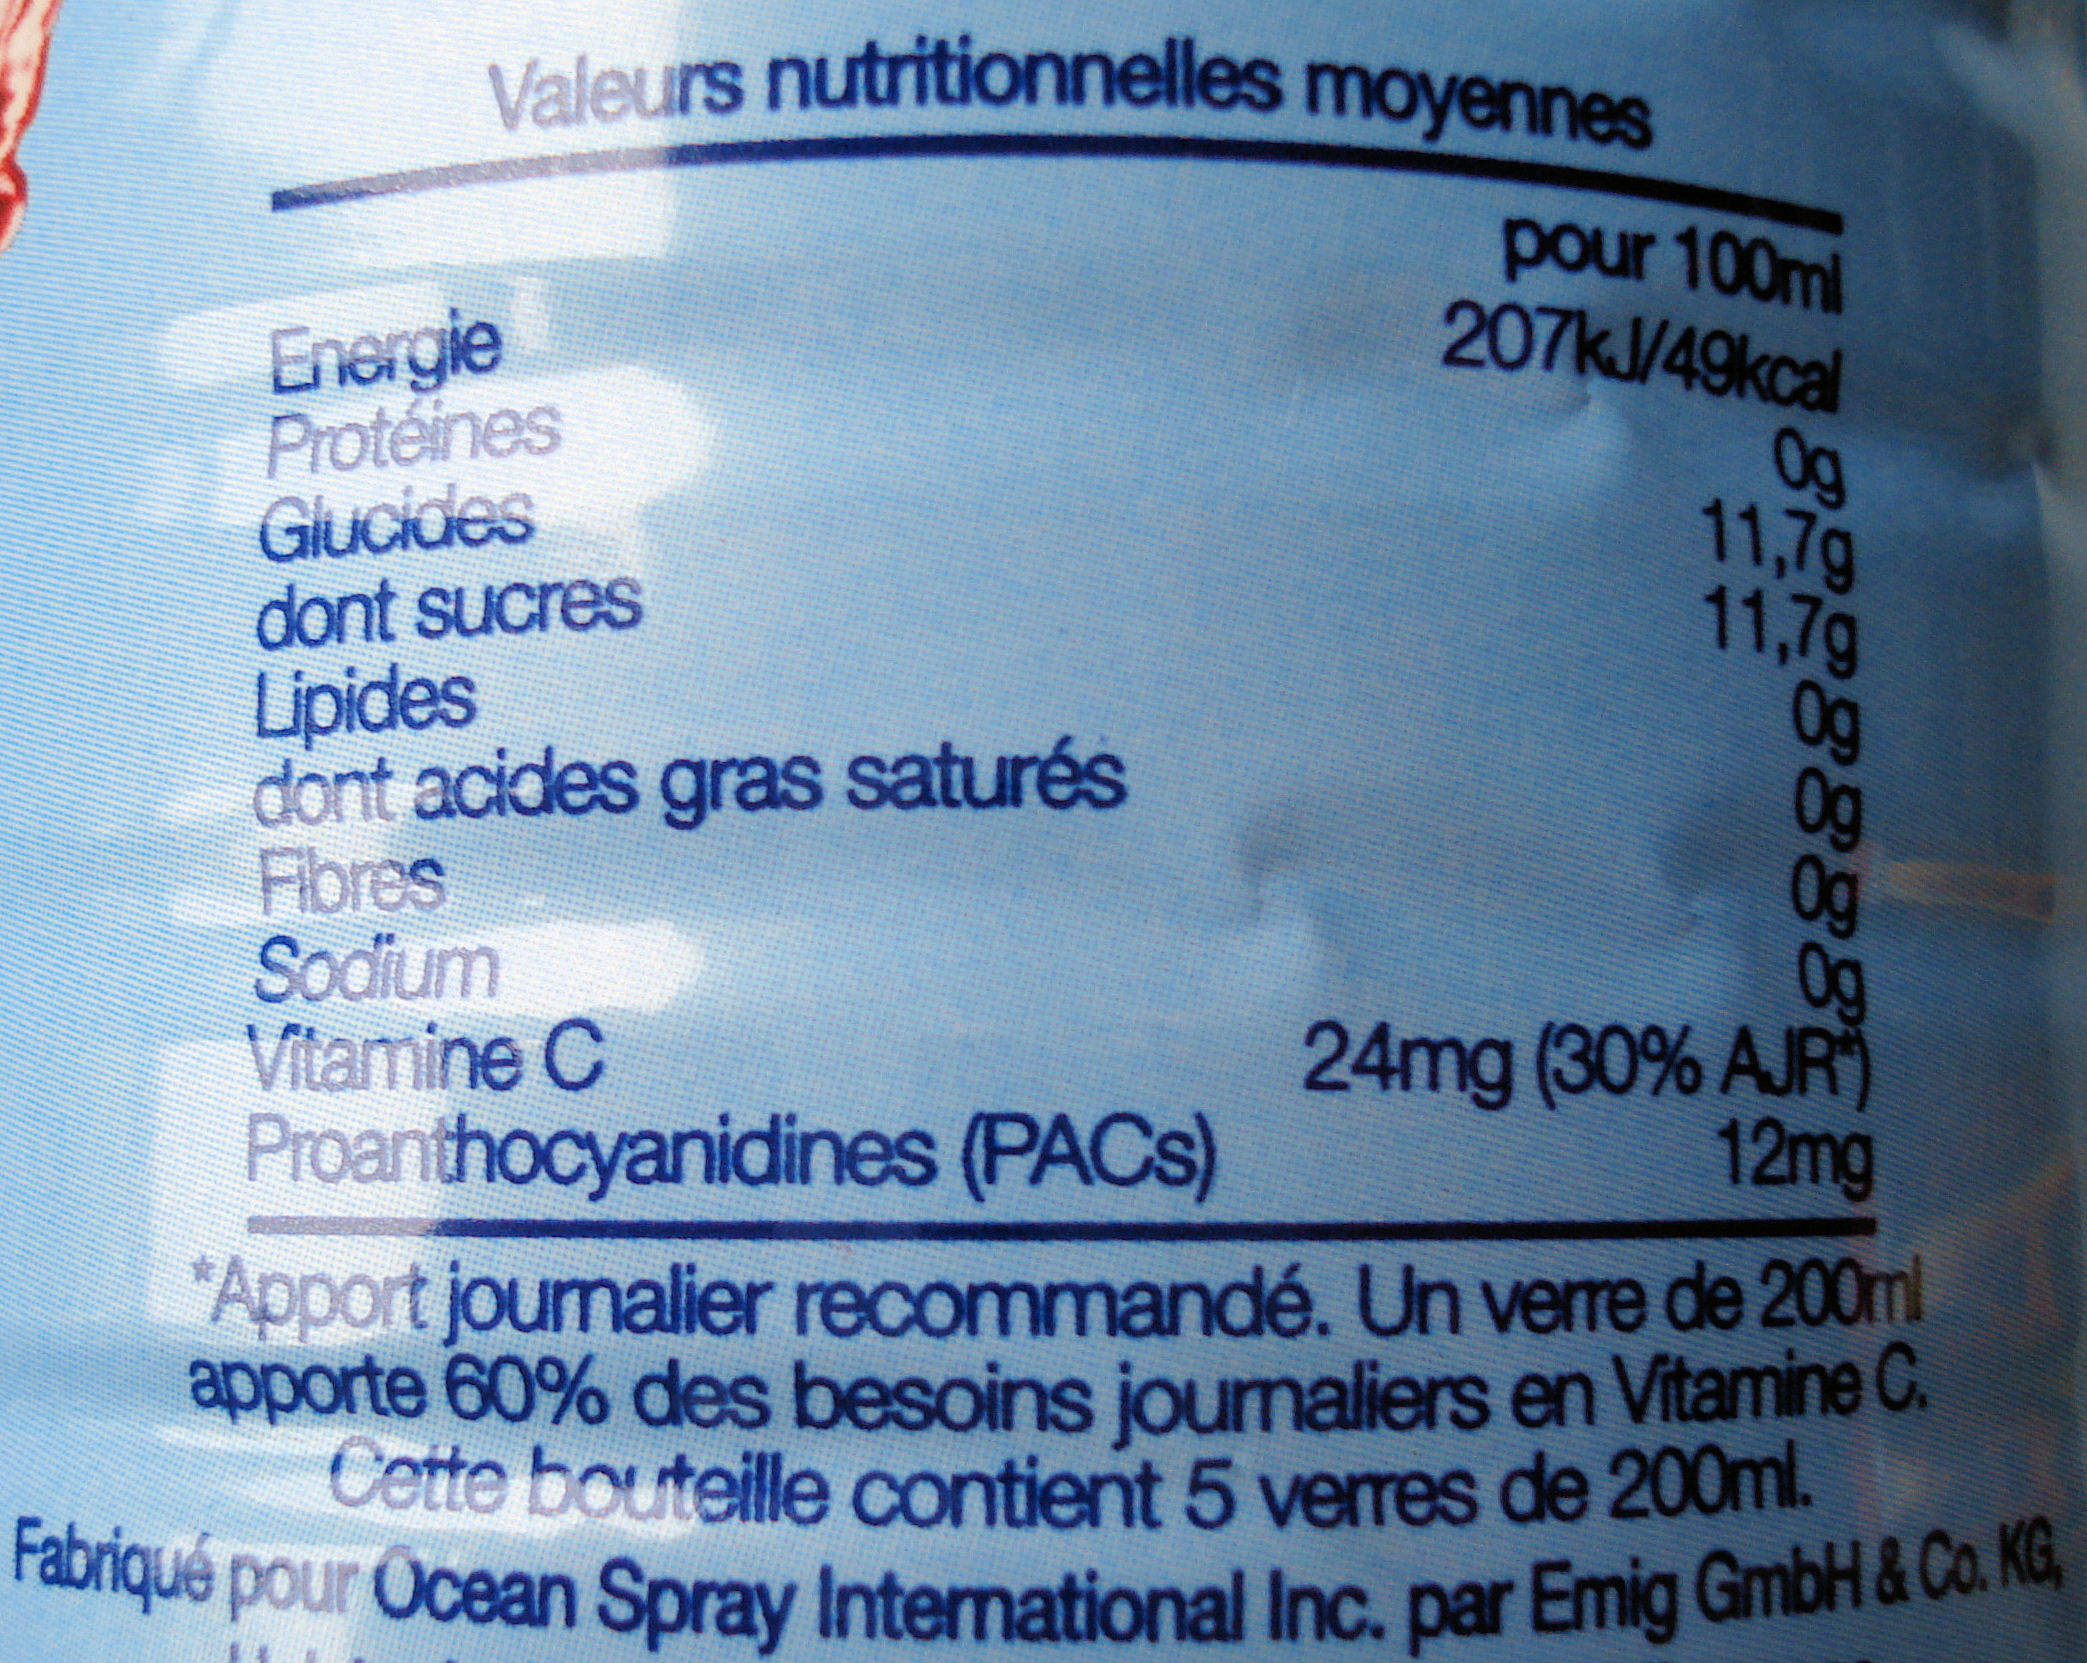 Valeurs nutritionnelles moyennes
pour 100ml
Energie 207kJ/49kcal
Protéines 0g
Glucides 11,7g
dont sucres 11,7g
Lipides 0g
dont acides gras saturés 0g
Fibres 0g
Sodium 0g
Vitamine C 24mg (30% AJR*)
Proanthocyanidines (PACs) 12mg
*Apport journalier recommandé. Un verre de 200ml
apporte 60% des besoins journaliers en Vitamine C.
Cette bouteille contient 5 verres de 200ml.
Fabriqué pour Ocean Spray International Inc. par Emig GmbH & Co. KG,